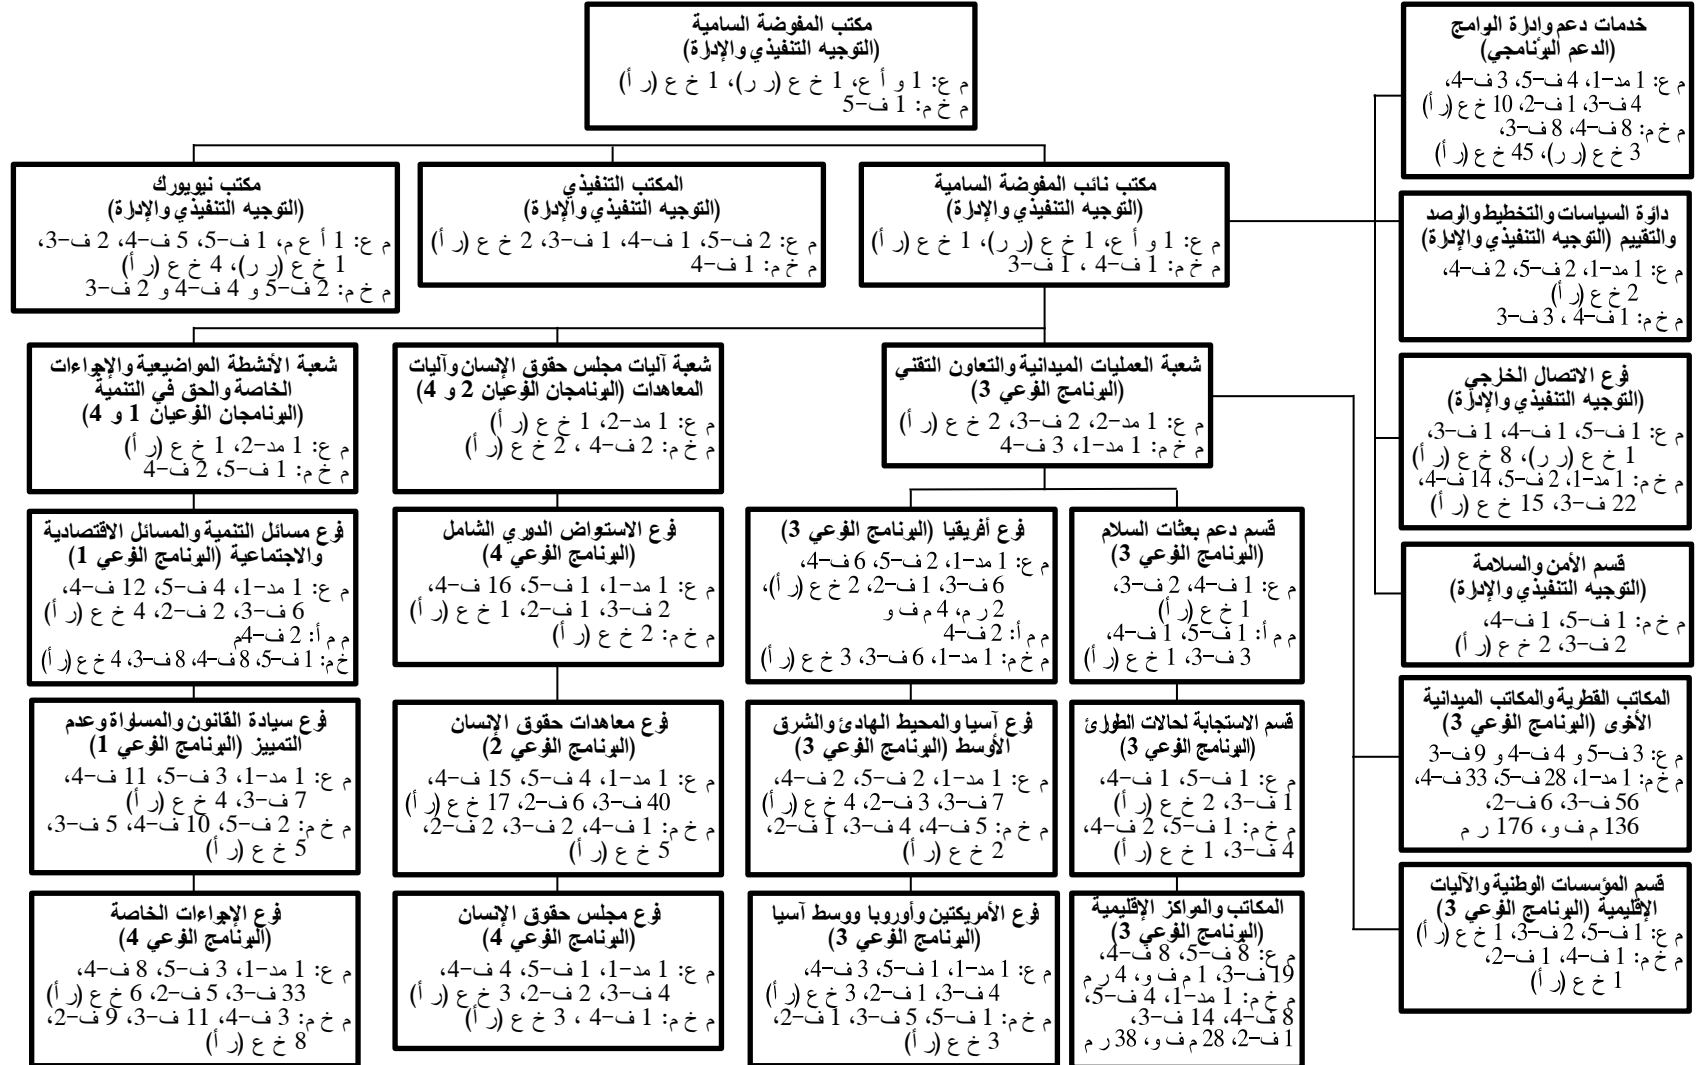 مكتب المفوضة السامية
(التوجيه التنفيذي والإدارة)
م ع: 1 و أ ع، 1 خ ع (ر ر)، 1 خ ع (ر أ)
م خ م: 1 ف-5
خدمات دعم وادارة البرامج
(الدعم البرنامجي)
م ع: 1 مد-1، 4 ف-5، 3 ف-4،
4 ف-3، 1 ف-2، 10 خ ع (ر أ)
م خ م: 8 ف-4، 8 ف-3،
3 خ ع (ر ر)، 45 خ ع (ر أ)
مكتب نائب المفوضة السامية
(التوجيه التنفيذي والإدارة)
م ع: 1 و أ ع، 1 خ ع (ر ر)، 1 خ ع (ر أ)
م خ م: 1 ف-4 ، 1 ف-3
المكتب التنفيذي
(التوجيه التنفيذي والإدارة)
م ع: 2 ف-5، 1 ف-4، 1 ف-3، 2 خ ع (ر أ)
م خ م: 1 ف-4
مكتب نيويورك
(التوجيه التنفيذي والإدارة)
م ع: 1 أ ع م، 1 ف-5، 5 ف-4، 2 ف-3،
1 خ ع (ر ر)، 4 خ ع (ر أ)
م خ م: 2 ف-5 و 4 ف-4 و 2 ف-3
دائرة السياسات والتخطيط والرصد
والتقييم (التوجيه التنفيذي والإدارة)
م ع: 1 مد-1، 2 ف-5، 2 ف-4،
2 خ ع (ر أ)
م خ م: 1 ف-4 ، 3 ف-3
شعبة العمليات الميدانية والتعاون التقني
(البرنامج الفرعي 3)
م ع: 1 مد-2، 2 ف-3، 2 خ ع (ر أ)
م خ م: 1 مد-1، 3 ف-4
شعبة آليات مجلس حقوق الإنسان وآليات
المعاهدات (البرنامجان الفرعيان 2 و 4)
م ع: 1 مد-2، 1 خ ع (ر أ)
م خ م: 2 ف-4 ، 2 خ ع (ر أ)
شعبة الأنشطة المواضيعية والإجراءات
الخاصة والحق في التنمية
(البرنامجان الفرعيان 1 و 4)
م ع: 1 مد-2، 1 خ ع (ر أ)
م خ م: 1 ف-5، 2 ف-4
فرع الاتصال الخارجي
(التوجيه التنفيذي والإدارة)
م ع: 1 ف-5، 1 ف-4، 1 ف-3،
1 خ ع (ر ر)، 8 خ ع (ر أ)
م خ م: 1 مد-1، 2 ف-5، 14 ف-4،
22 ف-3، 15 خ ع (ر أ)
قسم دعم بعثات السلام
(البرنامج الفرعي 3)
م ع: 1 ف-4، 2 ف-3،
1 خ ع (ر أ)
م م أ: 1 ف-5، 1 ف-4،
3 ف-3، 1 خ ع (ر أ)
فرع أفريقيا (البرنامج الفرعي 3)
م ع: 1 مد-1، 2 ف-5، 6 ف-4،
6 ف-3، 1 ف-2، 2 خ ع (ر أ)،
2 ر م، 4 م ف و
م م أ: 2 ف-4
م خ م: 1 مد-1، 6 ف-3، 3 خ ع (ر أ)
فرع الاستعراض الدوري الشامل
(البرنامج الفرعي 4)
م ع: 1 مد-1، 1 ف-5، 16 ف-4،
2 ف-3، 1 ف-2، 1 خ ع (ر أ)
م خ م: 2 خ ع (ر أ)
فرع مسائل التنمية والمسائل الاقتصادية
والاجتماعية (البرنامج الفرعي 1)
م ع: 1 مد-1، 4 ف-5، 12 ف-4،
6 ف-3، 2 ف-2، 4 خ ع (ر أ)
م م أ: 2 ف-4م
خ م: 1 ف-5، 8 ف-4، 8 ف-3، 4 خ ع (ر أ)
قسم الأمن والسلامة
(التوجيه التنفيذي والإدارة)
م خ م: 1 ف-5، 1 ف-4،
2 ف-3، 2 خ ع (ر أ)
قسم الاستجابة لحالات الطوارئ
(البرنامج الفرعي 3)
م ع: 1 ف-5، 1 ف-4،
1 ف-3، 2 خ ع (ر أ)
م خ م: 1 ف-5، 2 ف-4،
4 ف-3، 1 خ ع (ر أ)
فرع آسيا والمحيط الهادئ والشرق
الأوسط (البرنامج الفرعي 3)
م ع: 1 مد-1، 2 ف-5، 2 ف-4،
7 ف-3، 3 ف-2، 4 خ ع (ر أ)
م خ م: 5 ف-4، 4 ف-3، 1 ف-2،
2 خ ع (ر أ)
فرع معاهدات حقوق الإنسان
(البرنامج الفرعي 2)
م ع: 1 مد-1، 4 ف-5، 15 ف-4،
40 ف-3، 6 ف-2، 17 خ ع (ر أ)
م خ م: 1 ف-4، 2 ف-3، 2 ف-2،
5 خ ع (ر أ)
فرع سيادة القانون والمساواة وعدم
التمييز (البرنامج الفرعي 1)
م ع: 1 مد-1، 3 ف-5، 11 ف-4،
7 ف-3، 4 خ ع (ر أ)
م خ م: 2 ف-5، 10 ف-4، 5 ف-3،
5 خ ع (ر أ)
المكاتب القطرية والمكاتب الميدانية
الأخرى (البرنامج الفرعي 3)
م ع: 3 ف-5 و 4 ف-4 و 9 ف-3
م خ م: 1 مد-1، 28 ف-5، 33 ف-4،
56 ف-3، 6 ف-2،
136 م ف و، 176 ر م
المكاتب والمراكز الإقليمية
(البرنامج الفرعي 3)
م ع: 8 ف-5، 8 ف-4،
19 ف-3، 1 م ف و، 4 ر م
م خ م: 1 مد-1، 4 ف-5،
8 ف-4، 14 ف-3،
1 ف-2، 28 م ف و، 38 ر م
فرع الأمريكتين وأوروبا ووسط آسيا
(البرنامج الفرعي 3)
م ع: 1 مد-1، 1 ف-5، 3 ف-4،
4 ف-3، 1 ف-2، 3 خ ع (ر أ)
م خ م: 1 ف-5، 5 ف-3، 1 ف-2،
3 خ ع (ر أ)
فرع مجلس حقوق الإنسان
(البرنامج الفرعي 4)
م ع: 1 مد-1، 1 ف-5، 4 ف-4،
4 ف-3، 2 ف-2، 3 خ ع (ر أ)
م خ م: 1 ف-4 ، 3 خ ع (ر أ)
فرع الإجراءات الخاصة
(البرنامج الفرعي 4)
م ع: 1 مد-1، 3 ف-5، 8 ف-4،
33 ف-3، 5 ف-2، 6 خ ع (ر أ)
م خ م: 3 ف-4، 11 ف-3، 9 ف-2،
8 خ ع (ر أ)
قسم المؤسسات الوطنية والآليات
الإقليمية (البرنامج الفرعي 3)
م ع: 1 ف-5، 2 ف-3، 1 خ ع (ر أ)
م خ م: 1 ف-4، 1 ف-2،
1 خ ع (ر أ)